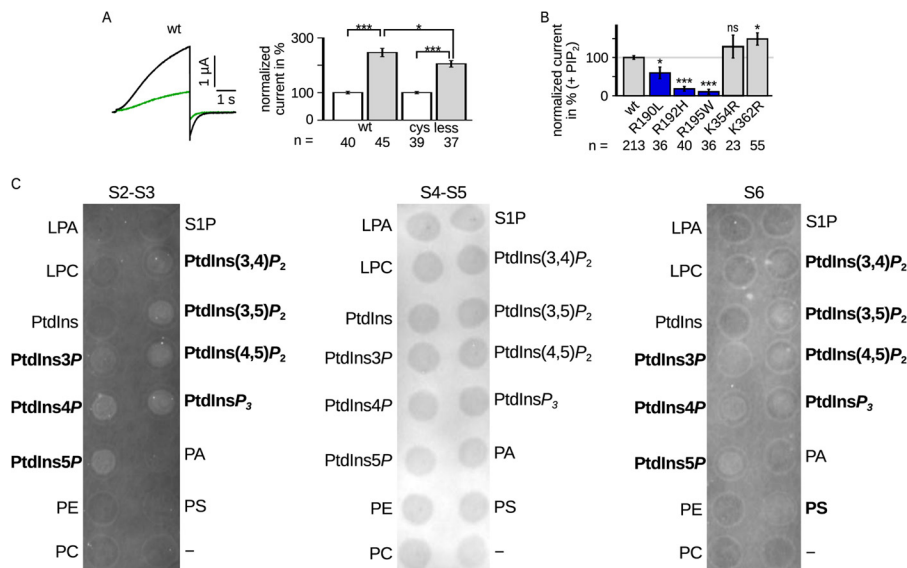 A
wt
1 µA
1 s
normalized
current in %
300
200
100
0
***
*
***
wt
cys less
n =
40
45
39
37
B
normalized current
in % (+ PIP₂)
100
0
*
***
***
ns
*
wt
R190L
R192H
R195W
K354R
K362R
n =
213
36
40
36
23
55
C
S2-S3
LPA
S1P
LPC
PtdIns(3,4)P₂
PtdIns
PtdIns(3,5)P₂
PtdIns3P
PtdIns(4,5)P₂
PtdIns4P
PtdInsP₃
PtdIns5P
PA
PE
PS
PC
–
S4-S5
LPA
S1P
LPC
PtdIns(3,4)P₂
PtdIns
PtdIns(3,5)P₂
PtdIns3P
PtdIns(4,5)P₂
PtdIns4P
PtdInsP₃
PtdIns5P
PA
PE
PS
PC
–
S6
LPA
S1P
LPC
PtdIns(3,4)P₂
PtdIns
PtdIns(3,5)P₂
PtdIns3P
PtdIns(4,5)P₂
PtdIns4P
PtdInsP₃
PtdIns5P
PA
PE
PS
PC
–